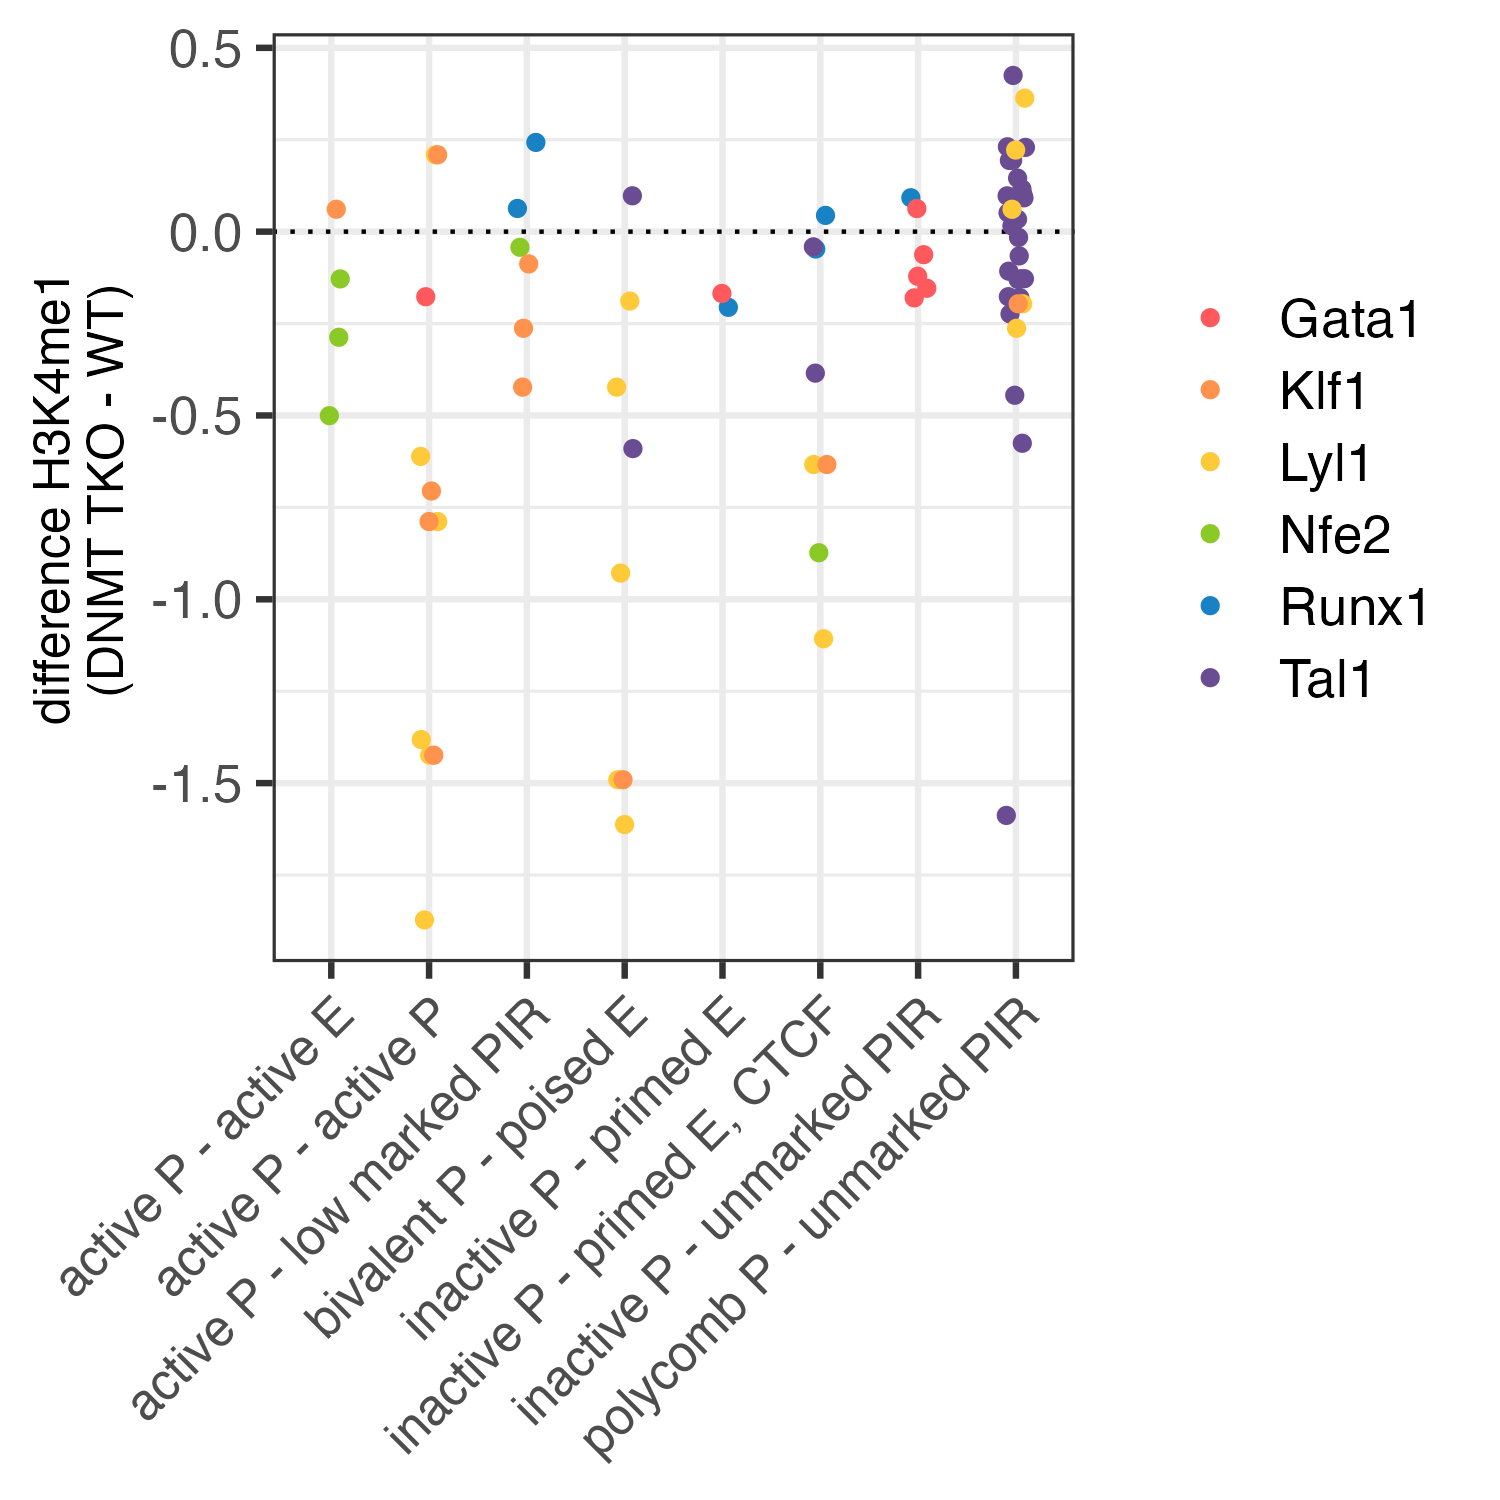 0.5
0.0
-0.5
-1.0
-1.5
difference H3K4me1
(DNMT TKO - WT)
active P - active E
active P - active P
active P - low marked PIR
bivalent P - poised E
inactive P - primed E
inactive P - primed E, CTCF
inactive P - unmarked PIR
polycomb P - unmarked PIR
Gata1
Klf1
Lyl1
Nfe2
Runx1
Tal1